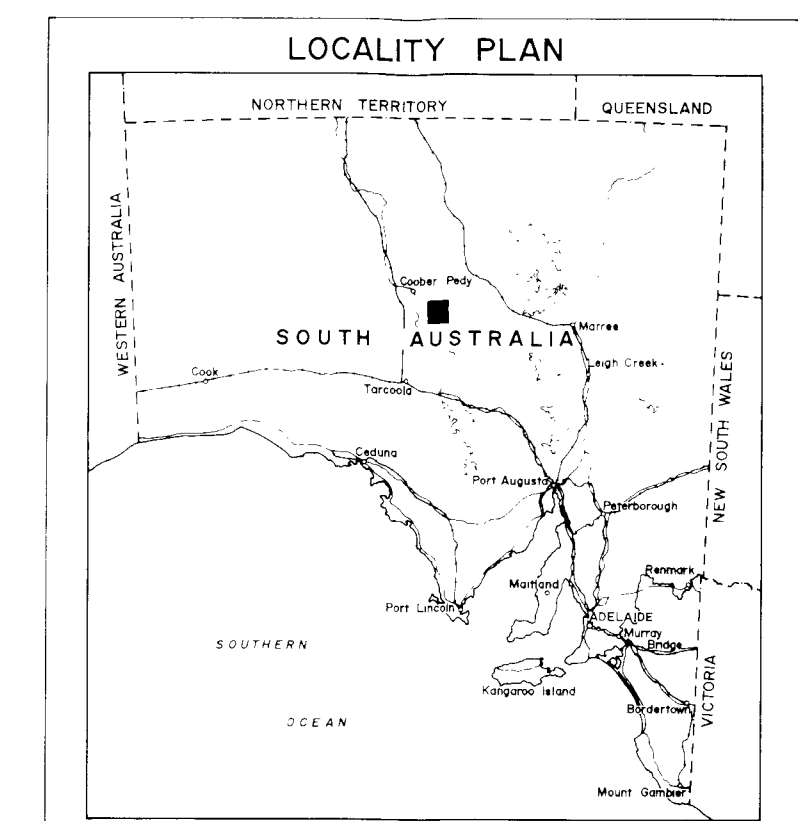 LOCALITY PLAN
NORTHERN TERRITORY
QUEENSLAND
WESTERN AUSTRALIA
Coober Pedy
SOUTH AUSTRALIA
Marree
Leigh Creek
Cook
Tarcoola
NEW SOUTH WALES
Ceduna
Port Augusta
Peterborough
Renmark
Maitland
Port Lincoln
ADELAIDE
Murray
Bridge
SOUTHERN
OCEAN
Kangaroo Island
VICTORIA
Bordertown
Mount Gambier